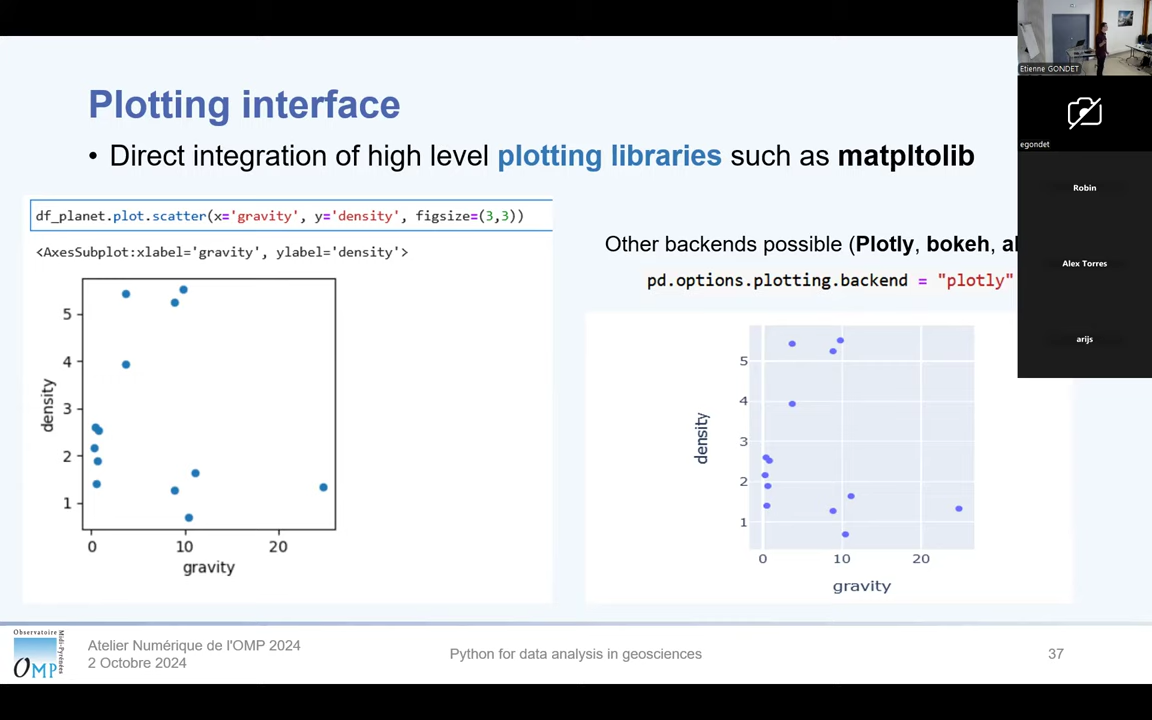 Plotting interface
• Direct integration of high level plotting libraries such as matpltolib
df_planet.plot.scatter(x='gravity', y='density', figsize=(3,3))
<AxesSubplot:xlabel='gravity', ylabel='density'>
5
4
3
2
1
density
0 10 20
gravity
Other backends possible (Plotly, bokeh,
pd.options.plotting.backend = "plotly"
5
4
3
2
1
density
0 10 20
gravity
Etienne GONDET
egondet
Robin
Alex Torres
arijs
Observatoire
Midi-Pyrénées
OMP
Atelier Numérique de l'OMP 2024
2 Octobre 2024
Python for data analysis in geosciences
37